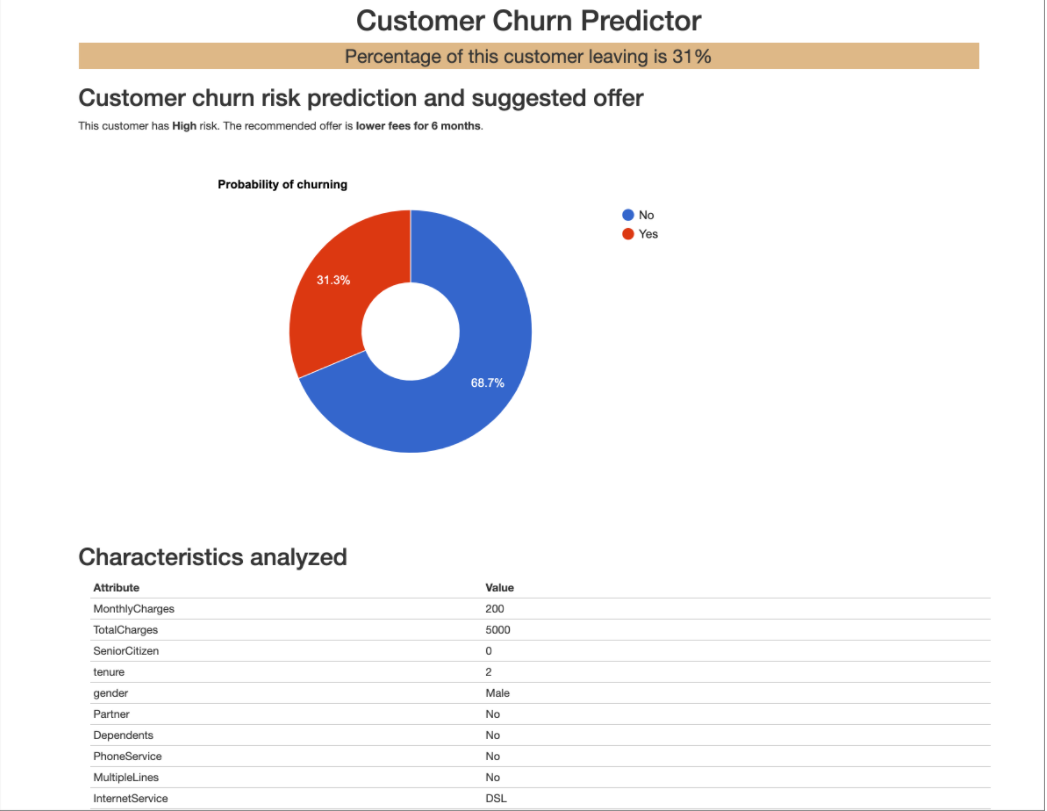 Customer Churn Predictor
Percentage of this customer leaving is 31%
Customer churn risk prediction and suggested offer
This customer has High risk. The recommended offer is lower fees for 6 months.
Probability of churning
No
Yes
31.3%
68.7%
Characteristics analyzed
Attribute Value
MonthlyCharges 200
TotalCharges 5000
SeniorCitizen 0
tenure 2
gender Male
Partner No
Dependents No
PhoneService No
MultipleLines No
InternetService DSL